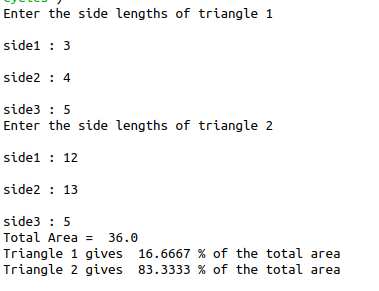 Enter the side lengths of triangle 1
side1 : 3
side2 : 4
side3 : 5
Enter the side lengths of triangle 2
side1 : 12
side2 : 13
side3 : 5
Total Area =  36.0
Triangle 1 gives  16.6667 % of the total area
Triangle 2 gives  83.3333 % of the total area